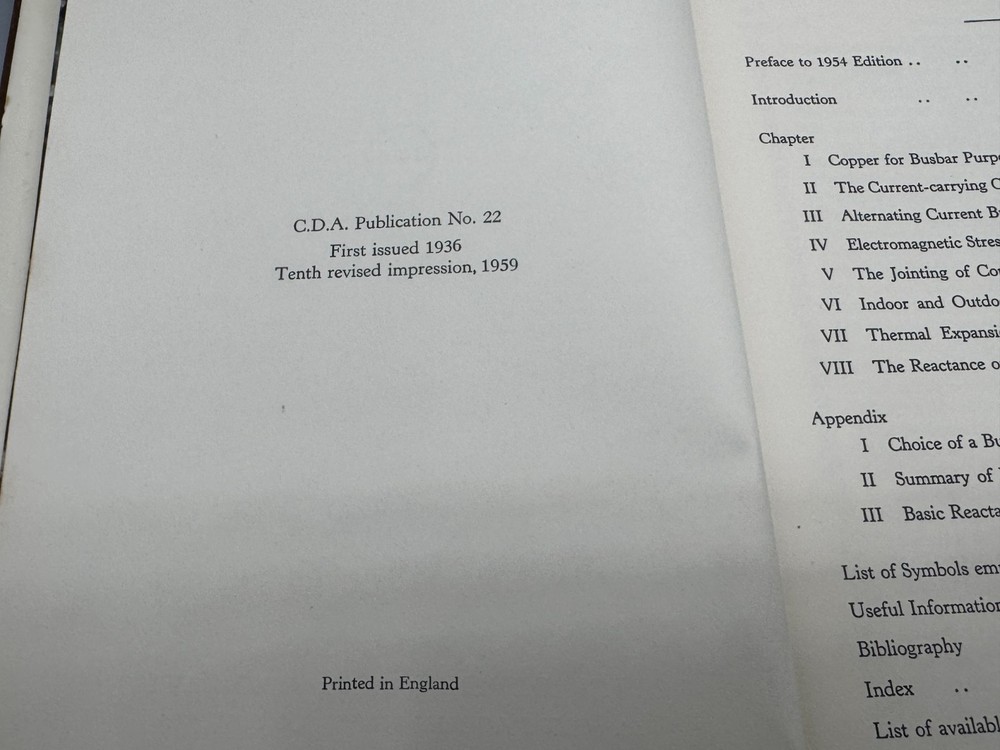 C.D.A. Publication No. 22
First issued 1936
Tenth revised impression, 1959
Printed in England
Preface to 1954 Edition .. ..
Introduction .. ..
Chapter
I Copper for Busbar
II The Current-carrying
III Alternating Current
IV Electromagnetic
V The Jointing of
VI Indoor and
VII Thermal
VIII The Reactance
Appendix
I Choice of a
II Summary of
III Basic
List of Symbols
Useful
Bibliography
Index ..
List of